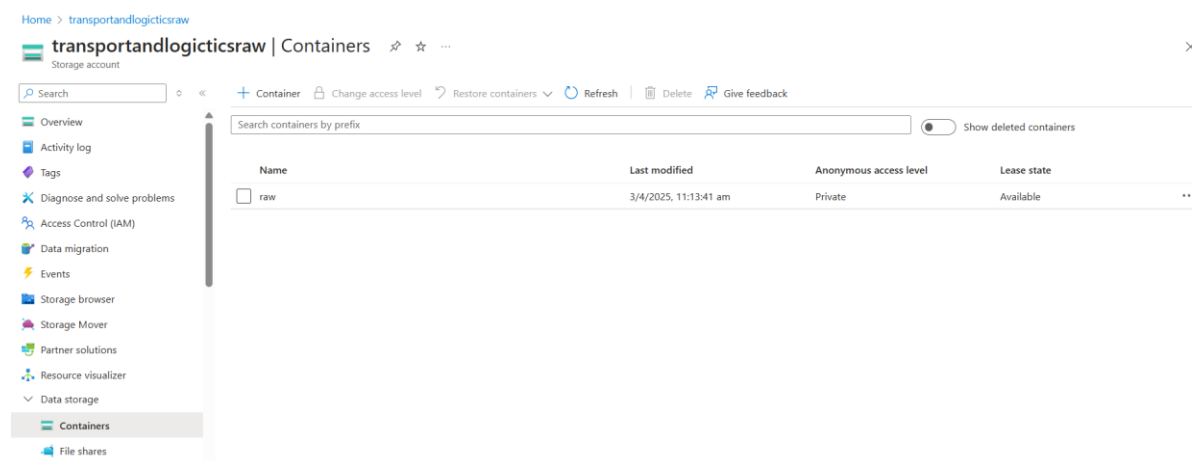 Home > transportandlogicticsraw
transportandlogicticsraw | Containers
Storage account
Search
Container Change access level Restore containers Refresh Delete Give feedback
Overview
Activity log
Tags
Diagnose and solve problems
Access Control (IAM)
Data migration
Events
Storage browser
Storage Mover
Partner solutions
Resource visualizer
Data storage
Containers
File shares
Search containers by prefix
Show deleted containers
Name Last modified Anonymous access level Lease state
raw 3/4/2025, 11:13:41 am Private Available